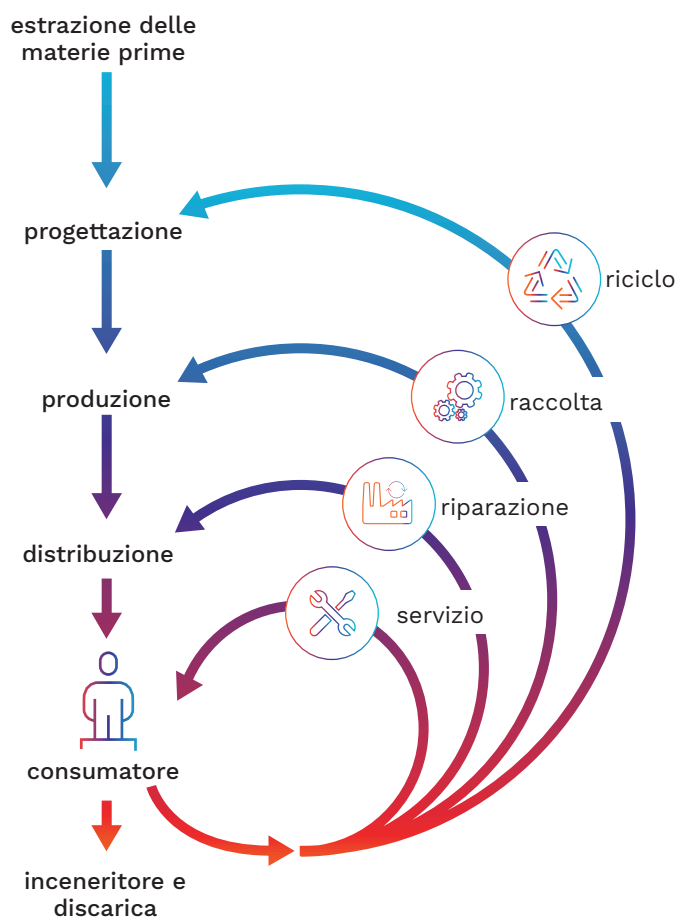 estrazione delle
materie prime
progettazione
riciclo
produzione
raccolta
riparazione
distribuzione
servizio
consumatore
inceneritore e
discarica